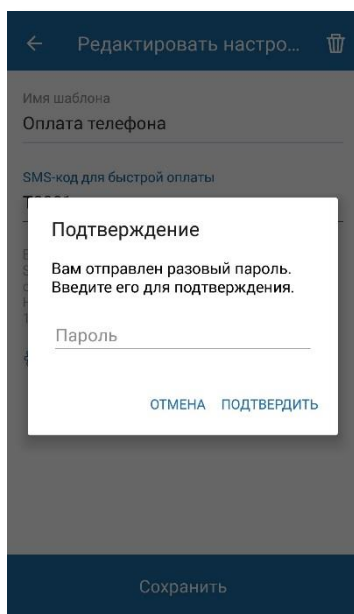 Редактировать настро...
Имя шаблона
Оплата телефона
SMS-код для быстрой оплаты
Подтверждение
Вам отправлен разовый пароль.
Введите его для подтверждения.
Пароль
ОТМЕНА ПОДТВЕРДИТЬ
Сохранить